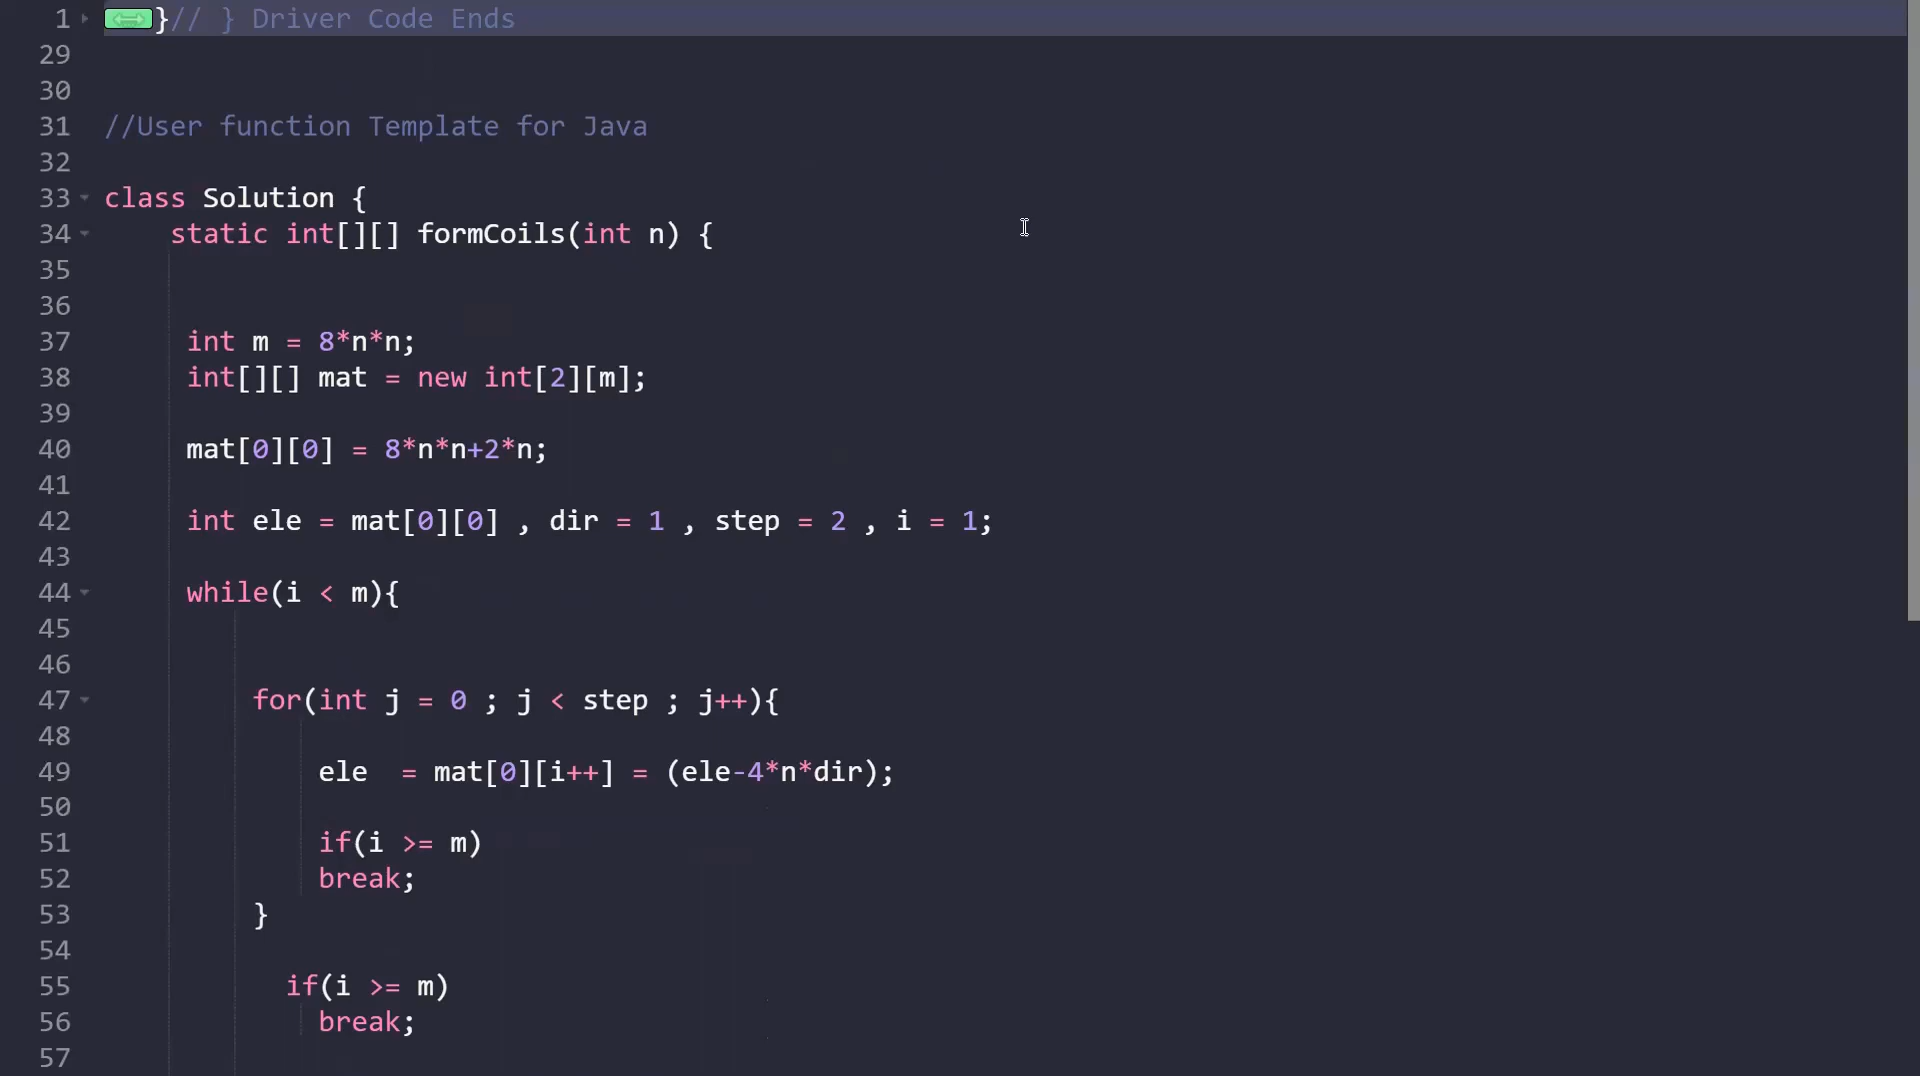 1 }// } Driver Code Ends
29
30
31 //User function Template for Java
32
33 class Solution {
34 static int[][] formCoils(int n) {
35
36
37 int m = 8*n*n;
38 int[][] mat = new int[2][m];
39
40 mat[0][0] = 8*n*n+2*n;
41
42 int ele = mat[0][0] , dir = 1 , step = 2 , i = 1;
43
44 while(i < m){
45
46
47 for(int j = 0 ; j < step ; j++){
48
49 ele  = mat[0][i++] = (ele-4*n*dir);
50
51 if(i >= m)
52 break;
53 }
54
55 if(i >= m)
56 break;
57